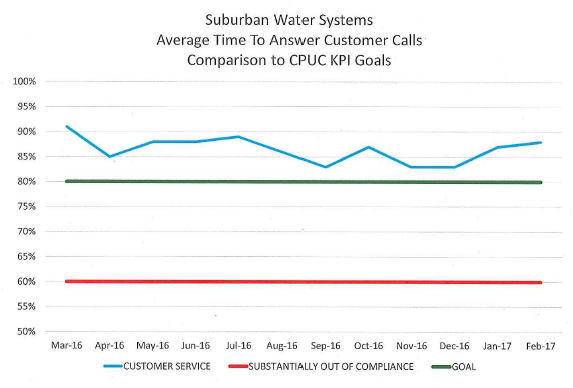 Suburban Water Systems
Average Time To Answer Customer Calls
Comparison to CPUC KPI Goals
100%
95%
90%
85%
80%
75%
70%
65%
60%
55%
50%
Mar-16 Apr-16 May-16 Jun-16 Jul-16 Aug-16 Sep-16 Oct-16 Nov-16 Dec-16 Jan-17 Feb-17
CUSTOMER SERVICE SUBSTANTIALLY OUT OF COMPLIANCE GOAL